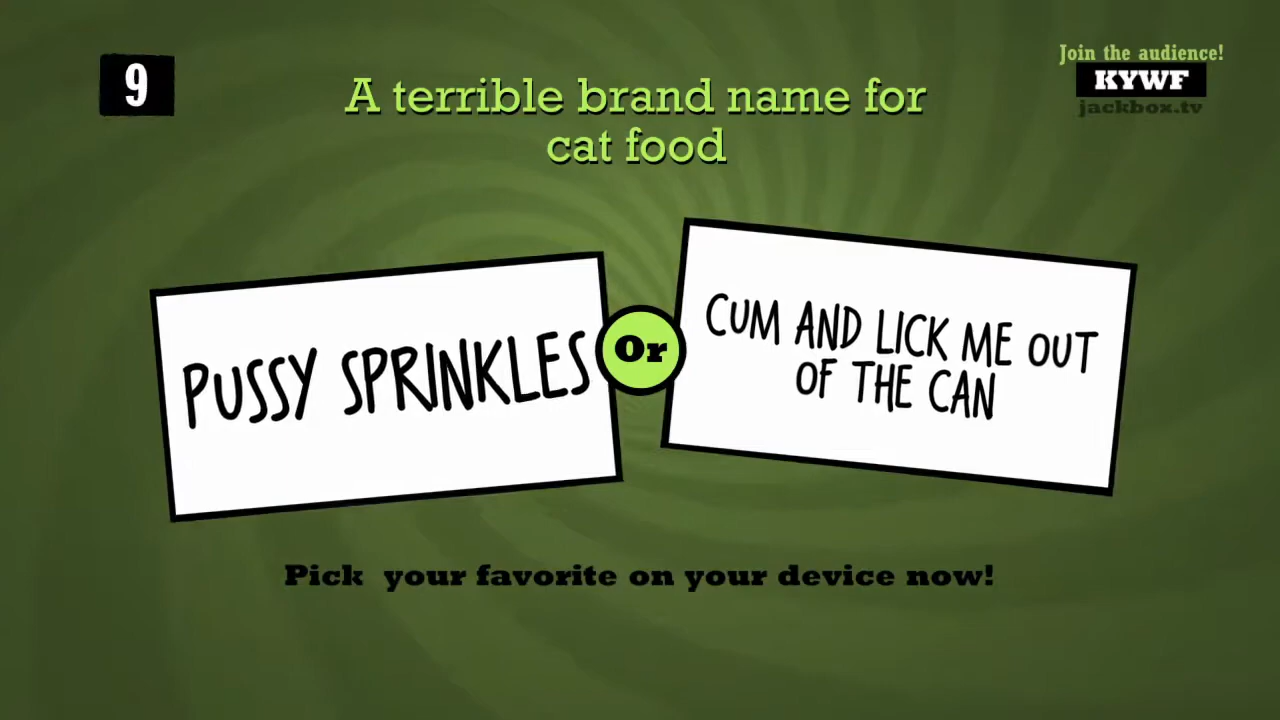 9
A terrible brand name for
cat food
Join the audience!
KYWF
jackbox.tv
PUSSY SPRINKLES
Or
CUM AND LICK ME OUT
OF THE CAN
Pick your favorite on your device now!